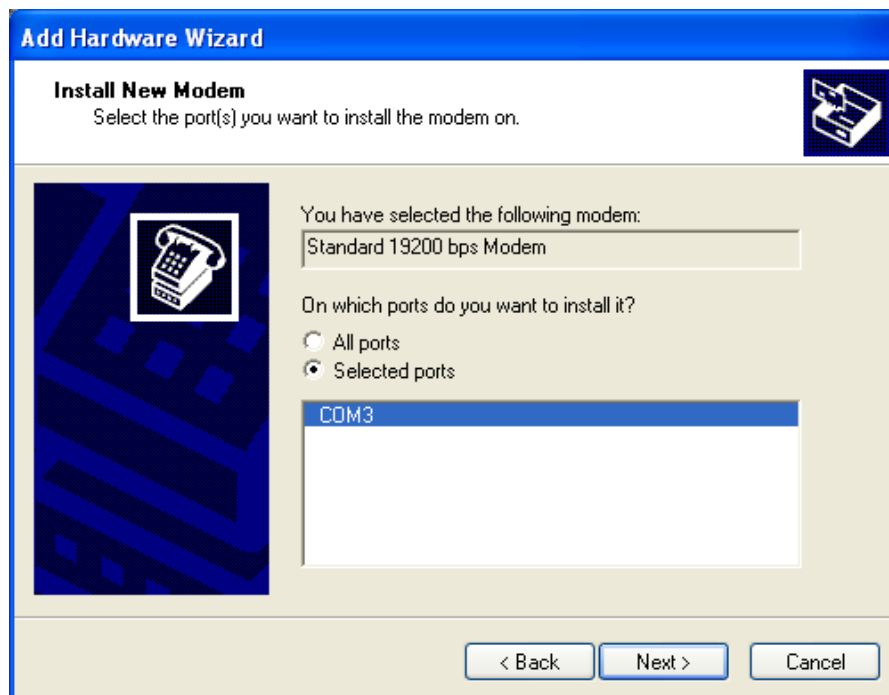 Add Hardware Wizard
Install New Modem
Select the port(s) you want to install the modem on.
You have selected the following modem:
Standard 19200 bps Modem
On which ports do you want to install it?
All ports
Selected ports
COM3
< Back
Next >
Cancel